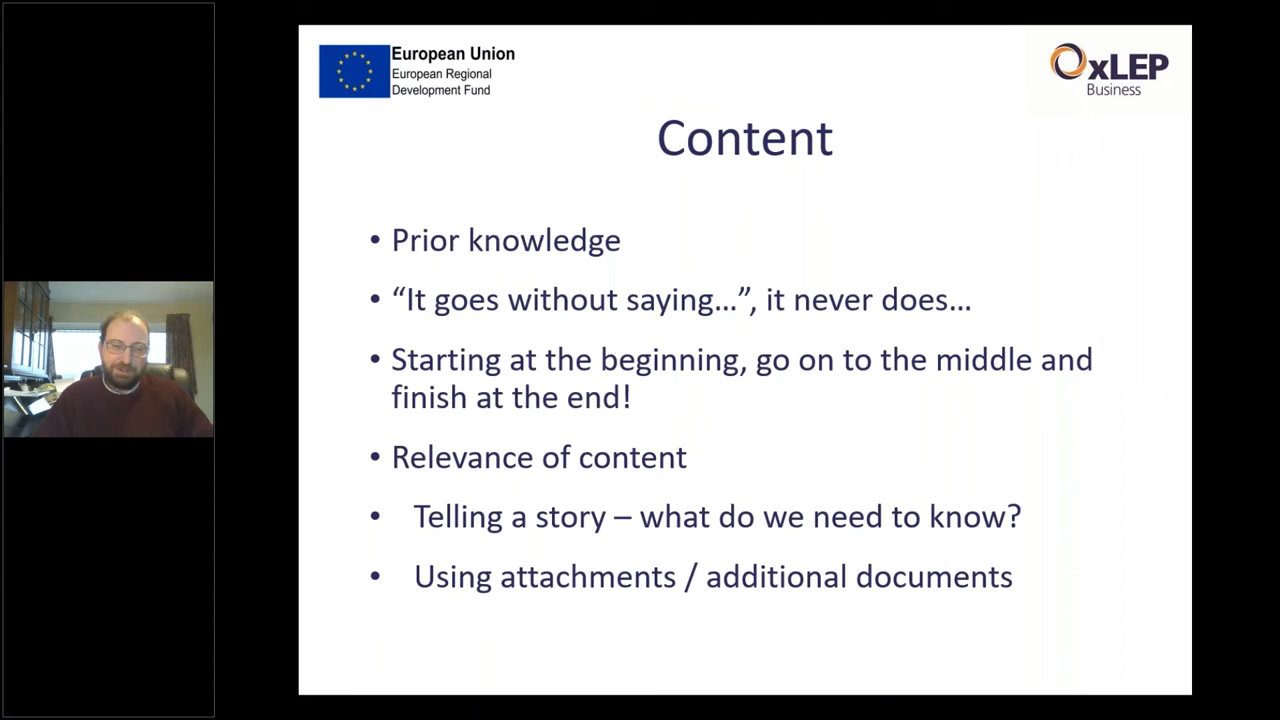 European Union
European Regional
Development Fund
OxLEP
Business
Content
• Prior knowledge
• “It goes without saying…”, it never does…
• Starting at the beginning, go on to the middle and
finish at the end!
• Relevance of content
• Telling a story – what do we need to know?
• Using attachments / additional documents